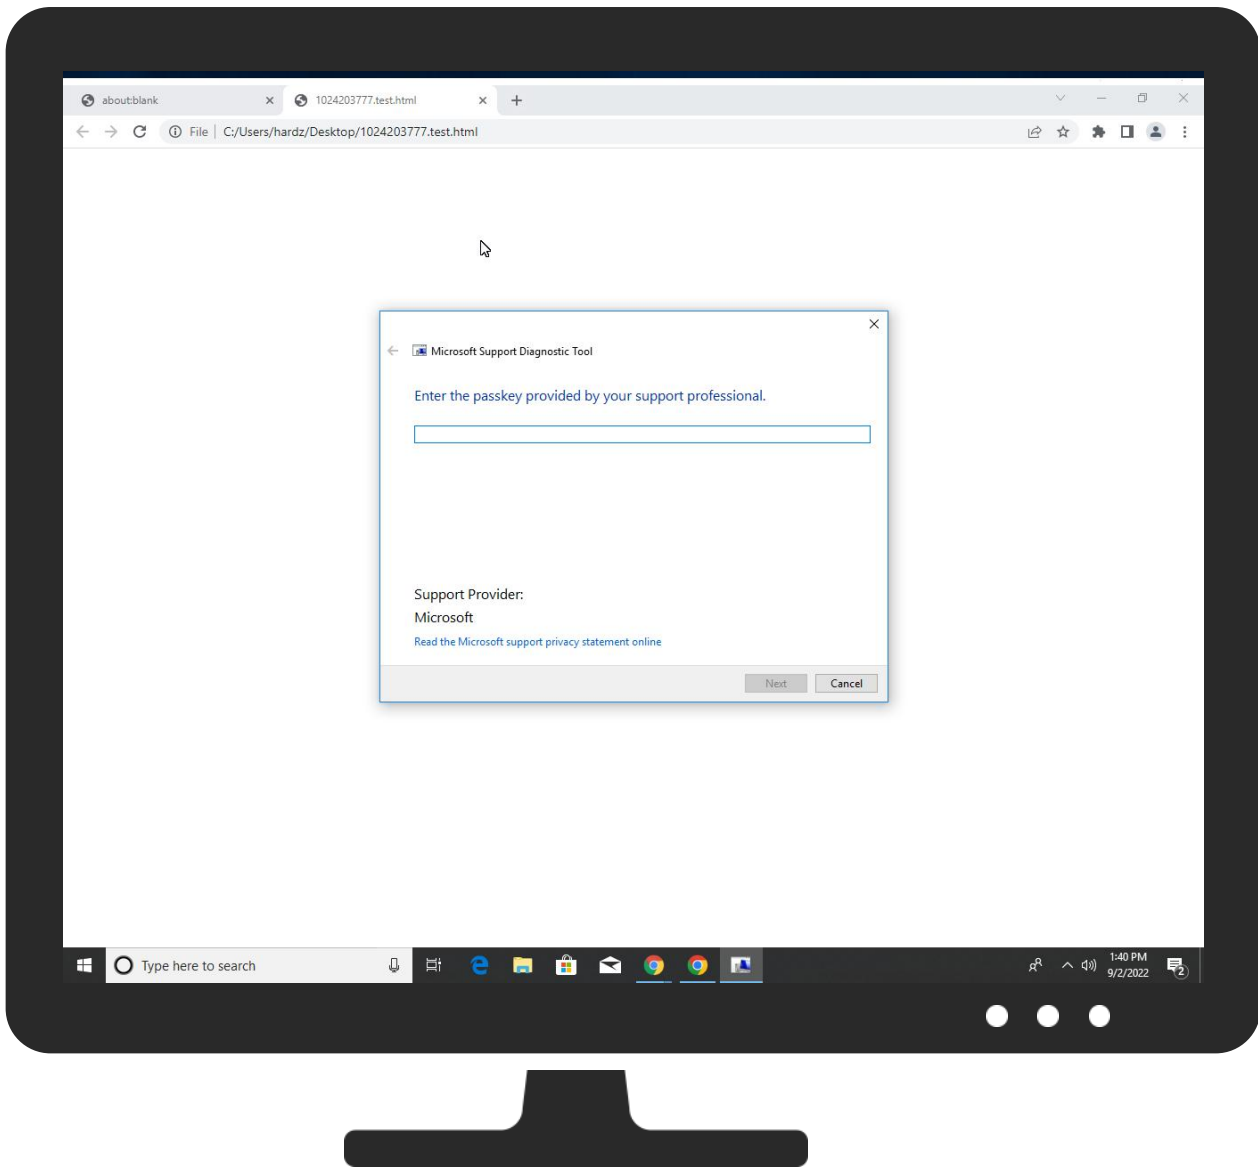 about:blank
1024203777.test.html
File
C:/Users/hardz/Desktop/1024203777.test.html
Microsoft Support Diagnostic Tool
Enter the passkey provided by your support professional.
Support Provider:
Microsoft
Read the Microsoft support privacy statement online
Next
Cancel
Type here to search
1:40 PM
9/2/2022
2